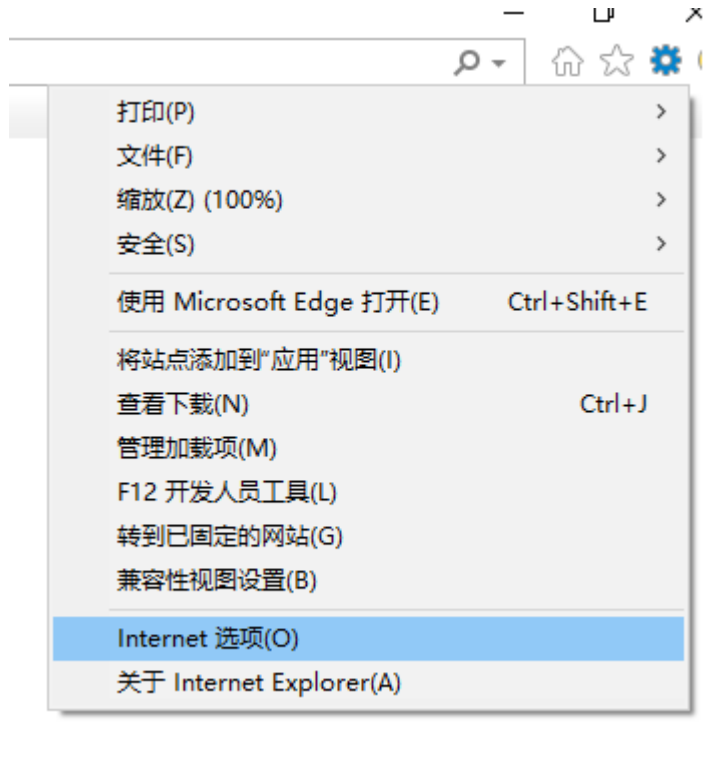 打印(P)
文件(F)
缩放(Z) (100%)
安全(S)
使用 Microsoft Edge 打开(E) Ctrl+Shift+E
将站点添加到“应用”视图(I)
查看下载(N) Ctrl+J
管理加载项(M)
F12 开发人员工具(L)
转到已固定的网站(G)
兼容性视图设置(B)
Internet 选项(O)
关于 Internet Explorer(A)